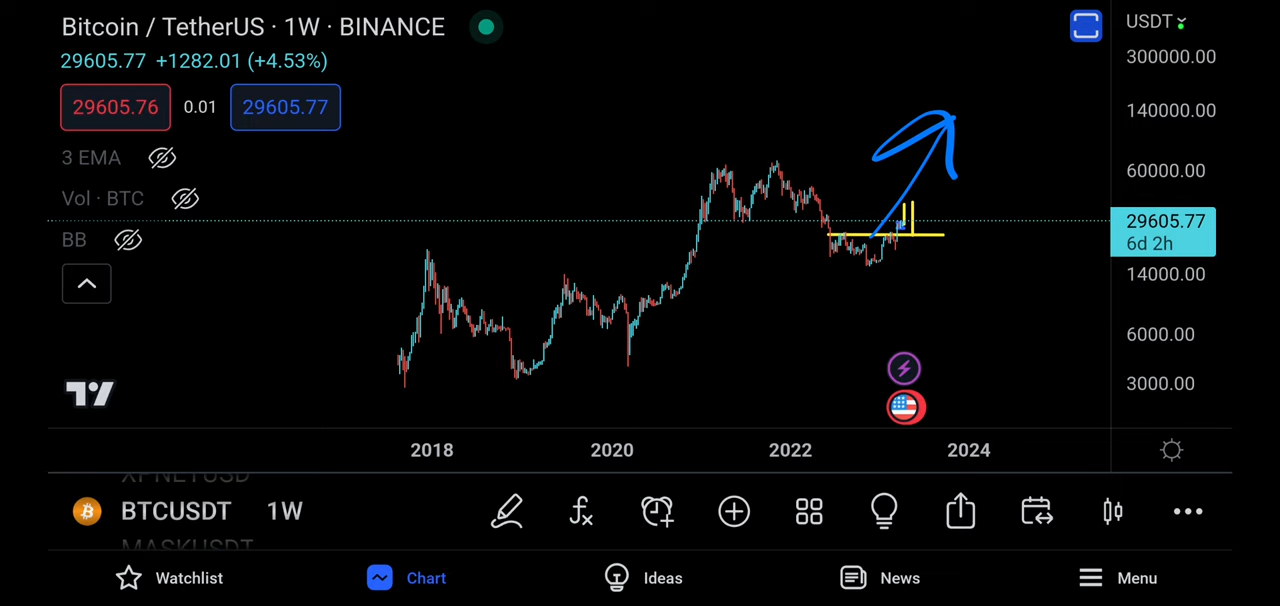 Bitcoin / TetherUS · 1W · BINANCE
USDT
29605.77 +1282.01 (+4.53%)
300000.00
29605.76 0.01 29605.77
140000.00
3 EMA
60000.00
Vol · BTC
29605.77
BB
6d 2h
14000.00
6000.00
3000.00
2018 2020 2022 2024
XPNETUSD
BTCUSDT 1W
MASKUSDT
Watchlist Chart Ideas News Menu